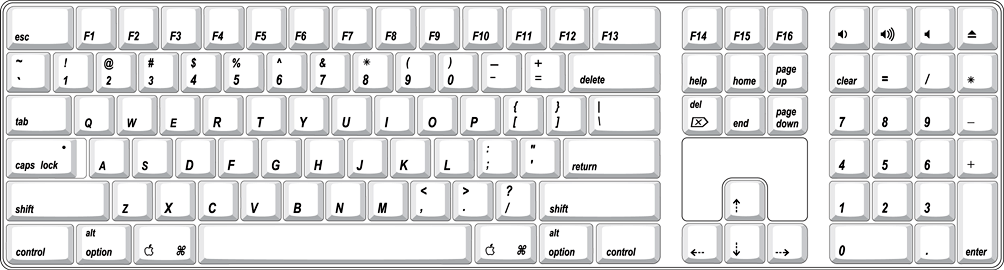 esc F1 F2 F3 F4 F5 F6 F7 F8 F9 F10 F11 F12 F13 F14 F15 F16
~ ! @ # $ % ^ & * ( ) _ +
` 1 2 3 4 5 6 7 8 9 0 - = delete help home page up clear = / *
tab Q W E R T Y U I O P { [ } ] | \ del end page down 7 8 9 -
caps lock A S D F G H J K L : ; " ' return 4 5 6 +
shift Z X C V B N M < , > . ? / shift ⇡ 1 2 3
control alt option ⌘ ⌘ alt option control ⇠ ⇣ ⇢ 0 . enter